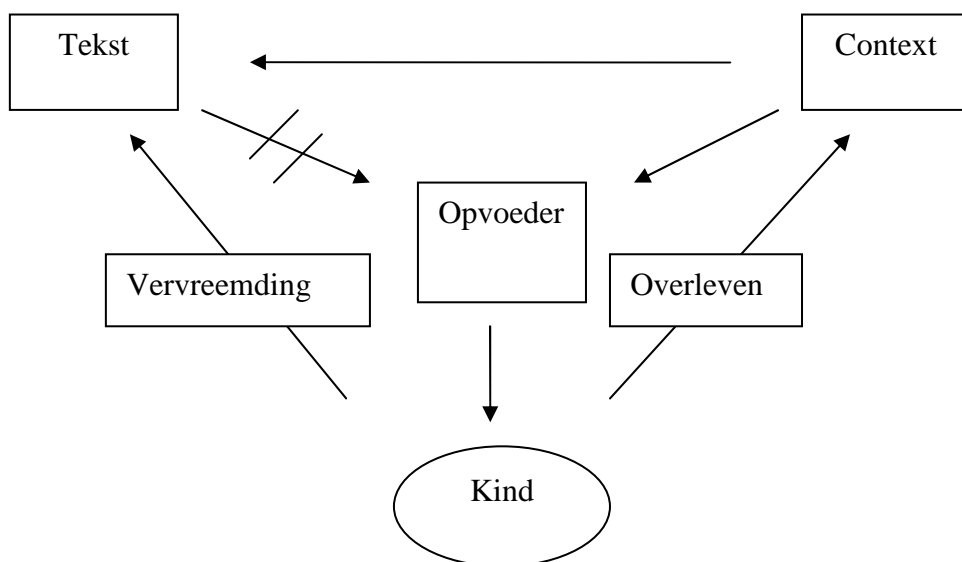 Tekst
Context
Opvoeder
Vervreemding
Overleven
Kind